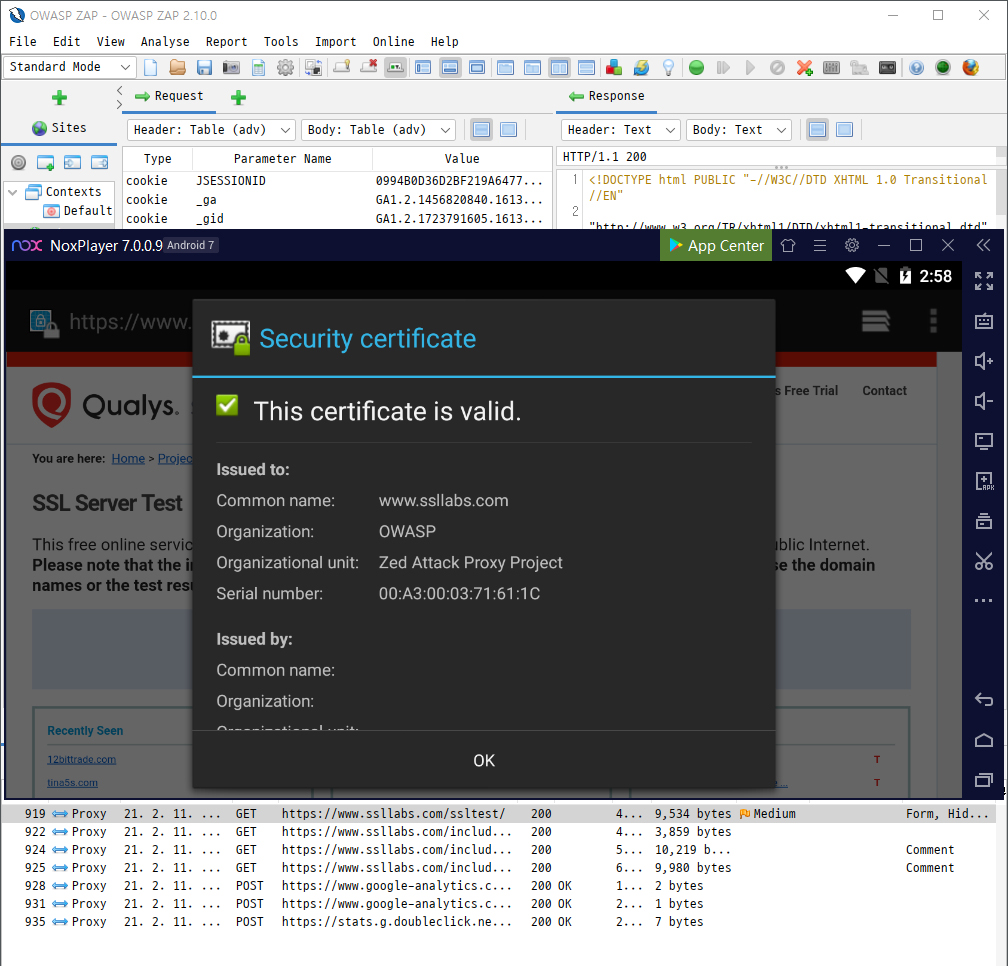 OWASP ZAP - OWASP ZAP 2.10.0
File Edit View Analyse Report Tools Import Online Help
Standard Mode
Request
Response
Sites
Header: Table (adv) Body: Table (adv)
Header: Text Body: Text
Type Parameter Name Value
HTTP/1.1 200
Contexts
Default
cookie JSESSIONID 0994B0D36D2BF219A6477...
cookie _ga GA1.2.1456820840.1613...
cookie _gid GA1.2.1723791605.1613...
1 <!DOCTYPE html PUBLIC "-//W3C//DTD XHTML 1.0 Transitional
//EN"
2
"http://www.w3.org/TR/xhtml1/DTD/xhtml1-transitional.dtd"
nox NoxPlayer 7.0.0.9 Android 7
App Center
2:58
https://www.
Security certificate
Qualys.
s Free Trial Contact
This certificate is valid.
You are here: Home > Projec
Issued to:
SSL Server Test
Common name: www.ssllabs.com
Organization: OWASP
This free online servic
blic Internet.
Organizational unit: Zed Attack Proxy Project
Please note that the i
se the domain
names or the test resu
Serial number: 00:A3:00:03:71:61:1C
Issued by:
Common name:
Organization:
Organizational unit:
Recently Seen
12bittrade.com
T
OK
tina5s.com
T
APK
919 Proxy 21. 2. 11. ... GET https://www.ssllabs.com/ssltest/ 200 4... 9,534 bytes Medium Form, Hid...
922 Proxy 21. 2. 11. ... GET https://www.ssllabs.com/includ... 200 4... 3,859 bytes
924 Proxy 21. 2. 11. ... GET https://www.ssllabs.com/includ... 200 5... 10,219 b... Comment
925 Proxy 21. 2. 11. ... GET https://www.ssllabs.com/includ... 200 6... 9,980 bytes Comment
928 Proxy 21. 2. 11. ... POST https://www.google-analytics.c... 200 OK 1... 2 bytes
931 Proxy 21. 2. 11. ... POST https://www.google-analytics.c... 200 OK 2... 1 bytes
935 Proxy 21. 2. 11. ... POST https://stats.g.doubleclick.ne... 200 OK 2... 7 bytes